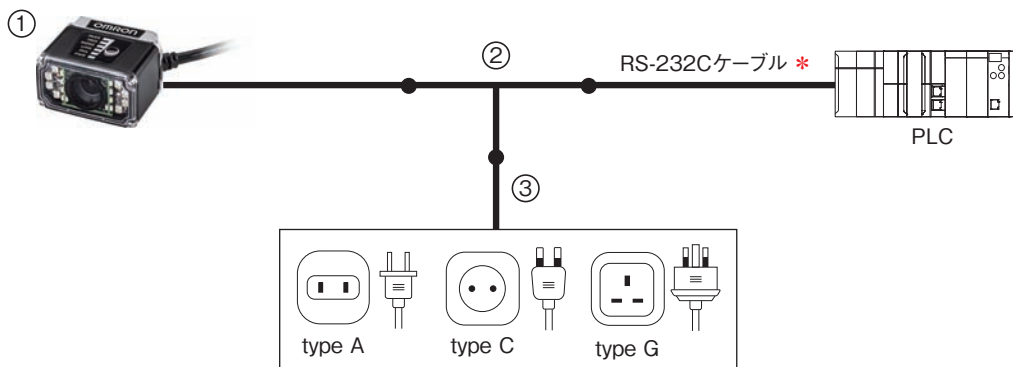 ①
OMRON
②
RS-232Cケーブル *
PLC
③
type A
type C
type G